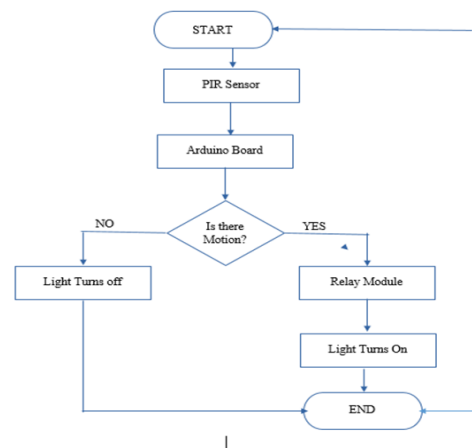 START
PIR Sensor
Arduino Board
Is there
Motion?
NO
YES
Light Turns off
Relay Module
Light Turns On
END